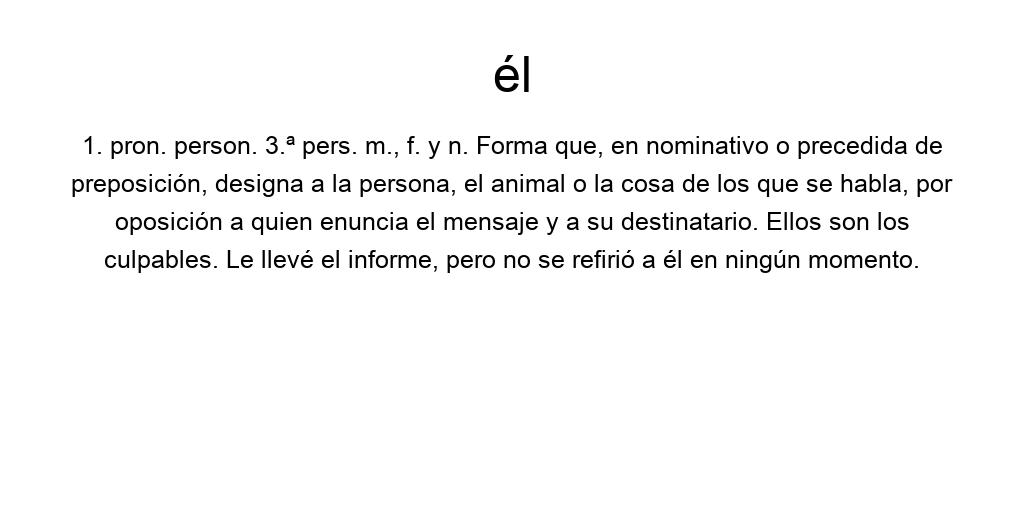 él
1. pron. person. 3.ª pers. m., f. y n. Forma que, en nominativo o precedida de
preposición, designa a la persona, el animal o la cosa de los que se habla, por
oposición a quien enuncia el mensaje y a su destinatario. Ellos son los
culpables. Le llevé el informe, pero no se refirió a él en ningún momento.